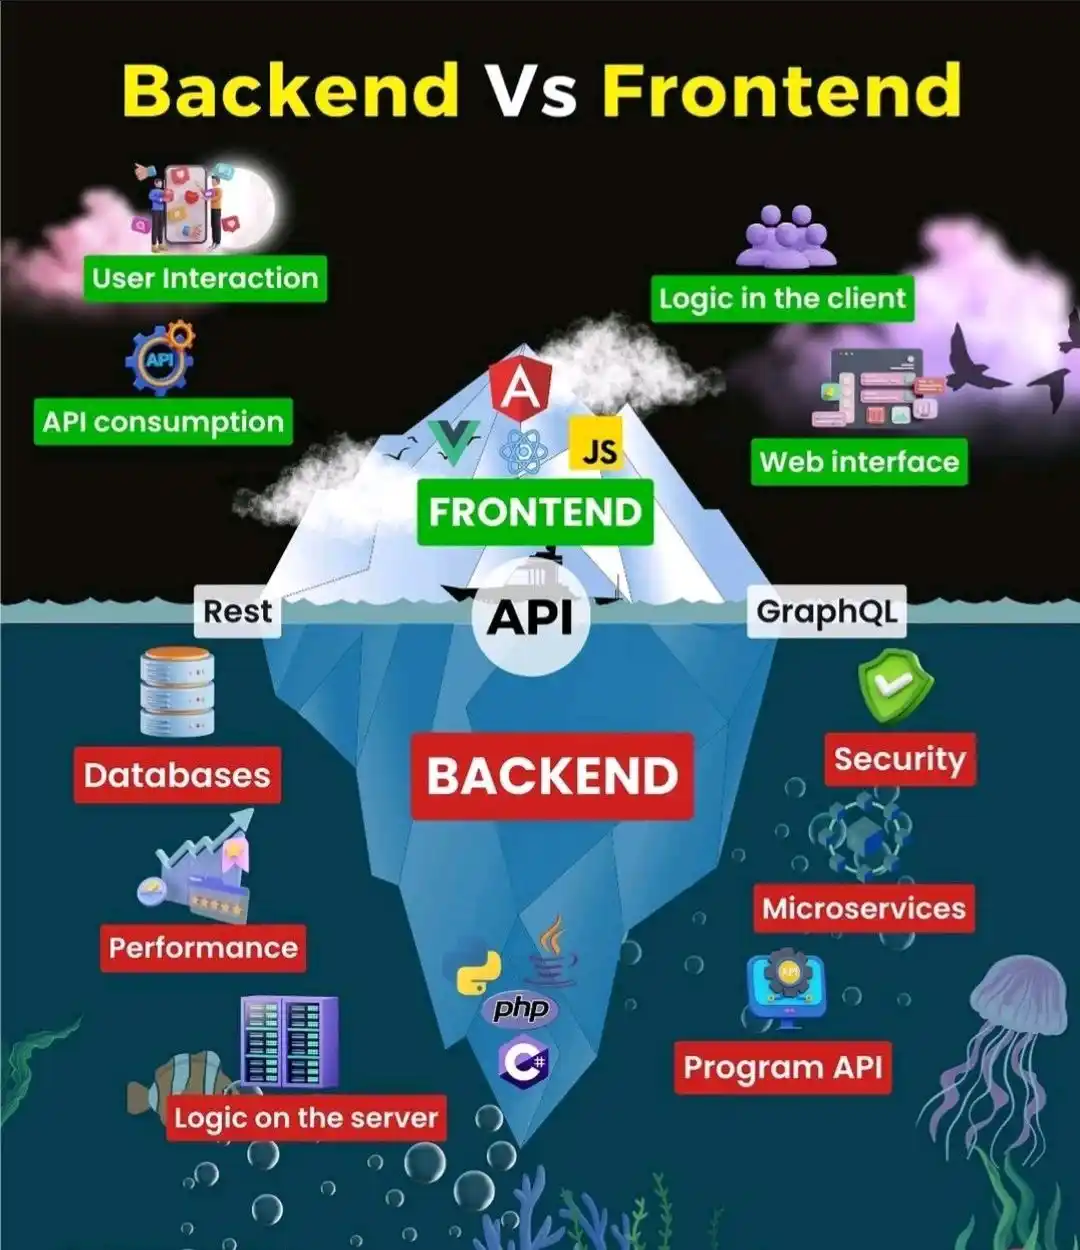 Backend Vs Frontend
User Interaction
Logic in the client
API
API consumption
Web interface
JS
FRONTEND
Rest
API
GraphQL
Databases
Security
BACKEND
Performance
Microservices
php
C#
API
Program API
Logic on the server